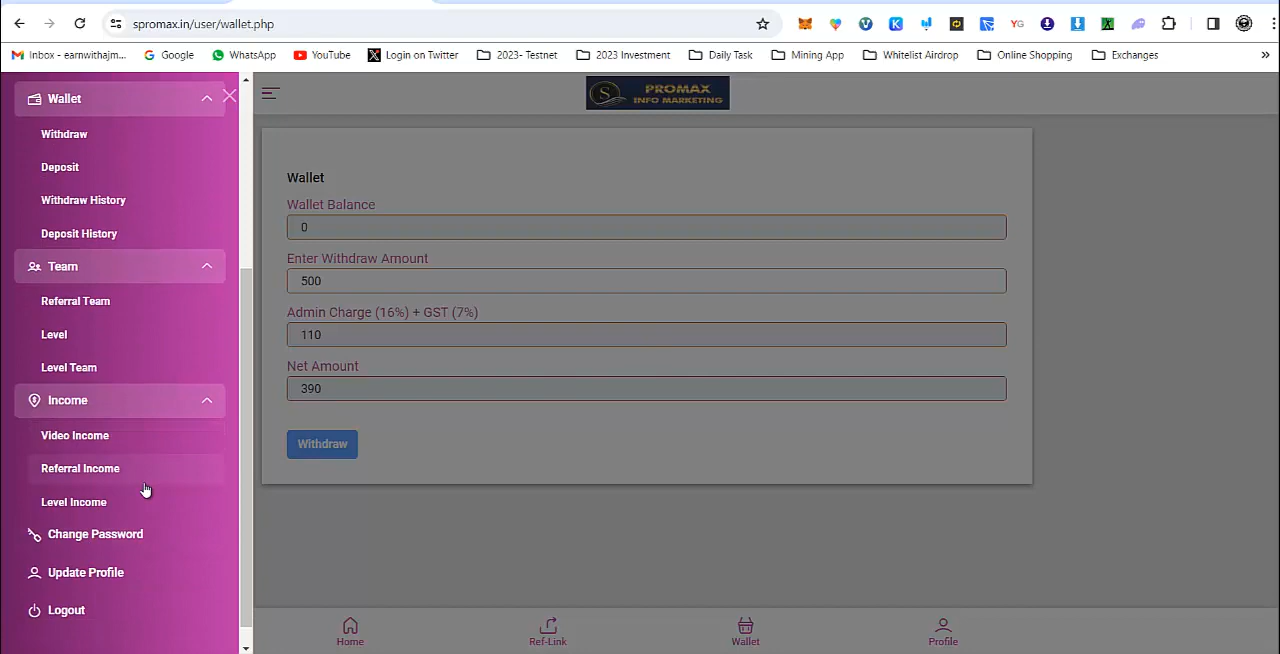 spromax.in/user/wallet.php
YG
Inbox - earnwithajm...
Google
WhatsApp
YouTube
Login on Twitter
2023- Testnet
2023 Investment
Daily Task
Mining App
Whitelist Airdrop
Online Shopping
Exchanges
»
Wallet
Withdraw
Deposit
Withdraw History
Deposit History
Team
Referral Team
Level
Level Team
Income
Video Income
Referral Income
Level Income
Change Password
Update Profile
Logout
S PROMAX
INFO MARKETING
Wallet
Wallet Balance
0
Enter Withdraw Amount
500
Admin Charge (16%) + GST (7%)
110
Net Amount
390
Withdraw
Home
Ref-Link
Wallet
Profile